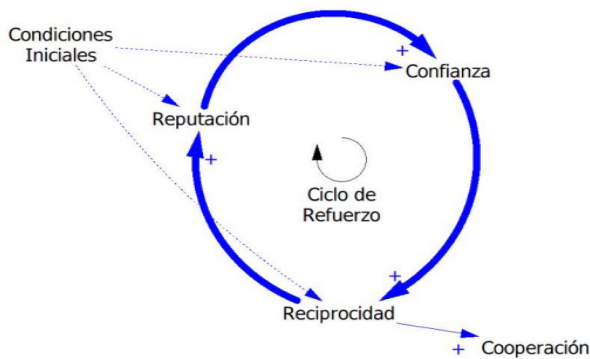 Condiciones
Iniciales
+
Confianza
Reputación
+
Ciclo de
Refuerzo
+
Reciprocidad
+ Cooperación